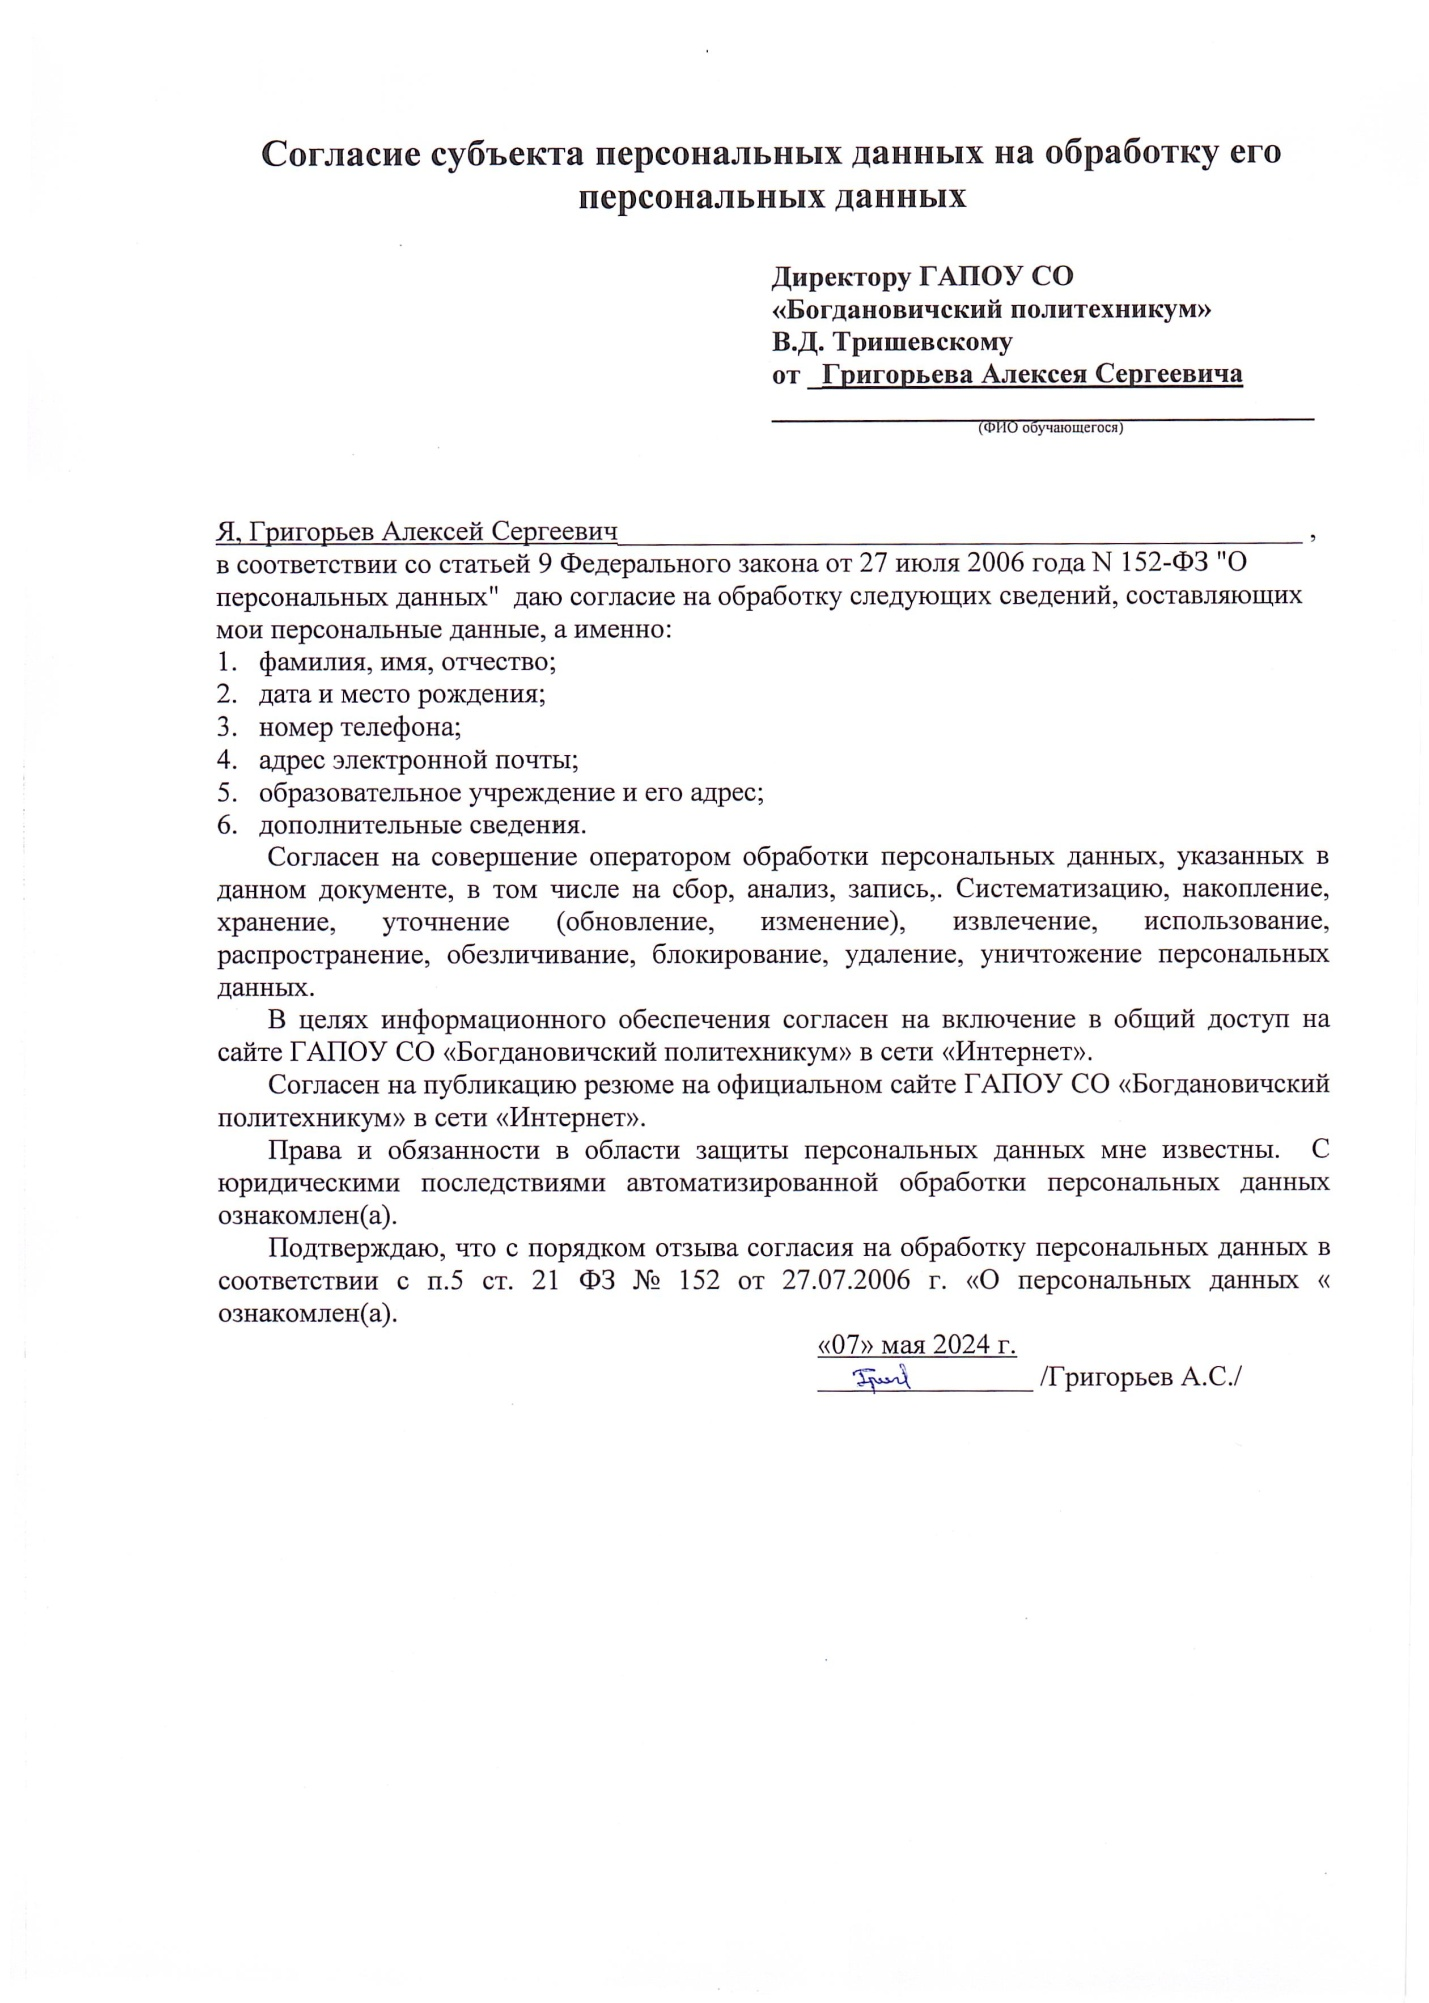 Согласие субъекта персональных данных на обработку его
персональных данных
Директору ГАПОУ СО
«Богдановичский политехникум»
В.Д. Тришевскому
от Григорьева Алексея Сергеевича
(ФИО обучающегося)
Я, Григорьев Алексей Сергеевич ,
в соответствии со статьей 9 Федерального закона от 27 июля 2006 года N 152-ФЗ "О
персональных данных" даю согласие на обработку следующих сведений, составляющих
мои персональные данные, а именно:
1. фамилия, имя, отчество;
2. дата и место рождения;
3. номер телефона;
4. адрес электронной почты;
5. образовательное учреждение и его адрес;
6. дополнительные сведения.
Согласен на совершение оператором обработки персональных данных, указанных в
данном документе, в том числе на сбор, анализ, запись,. Систематизацию, накопление,
хранение, уточнение (обновление, изменение), извлечение, использование,
распространение, обезличивание, блокирование, удаление, уничтожение персональных
данных.
В целях информационного обеспечения согласен на включение в общий доступ на
сайте ГАПОУ СО «Богдановичский политехникум» в сети «Интернет».
Согласен на публикацию резюме на официальном сайте ГАПОУ СО «Богдановичский
политехникум» в сети «Интернет».
Права и обязанности в области защиты персональных данных мне известны. С
юридическими последствиями автоматизированной обработки персональных данных
ознакомлен(а).
Подтверждаю, что с порядком отзыва согласия на обработку персональных данных в
соответствии с п.5 ст. 21 ФЗ № 152 от 27.07.2006 г. «О персональных данных «
ознакомлен(а).
«07» мая 2024 г.
/Григорьев А.С./